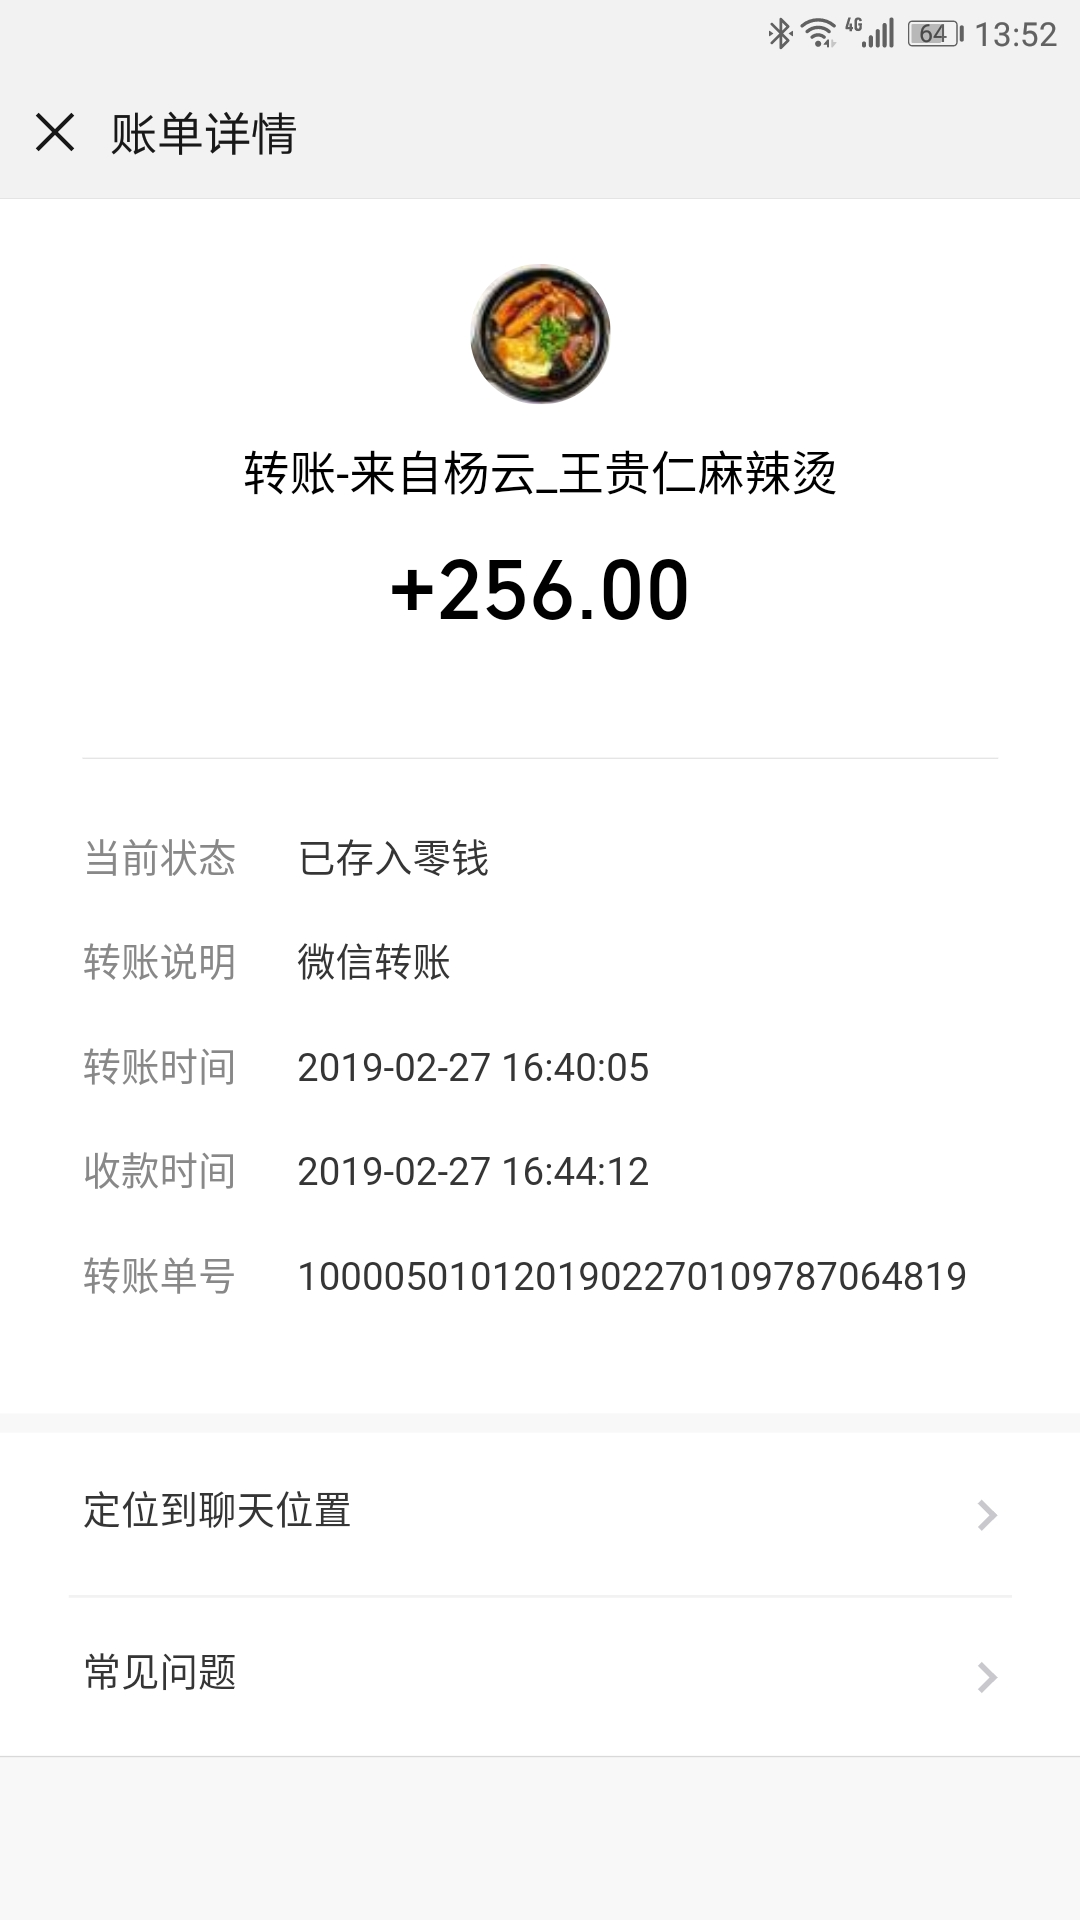 4G 64 13:52
账单详情
转账-来自杨云_王贵仁麻辣烫
+256.00
当前状态 已存入零钱
转账说明 微信转账
转账时间 2019-02-27 16:40:05
收款时间 2019-02-27 16:44:12
转账单号 1000050101201902270109787064819
定位到聊天位置
常见问题